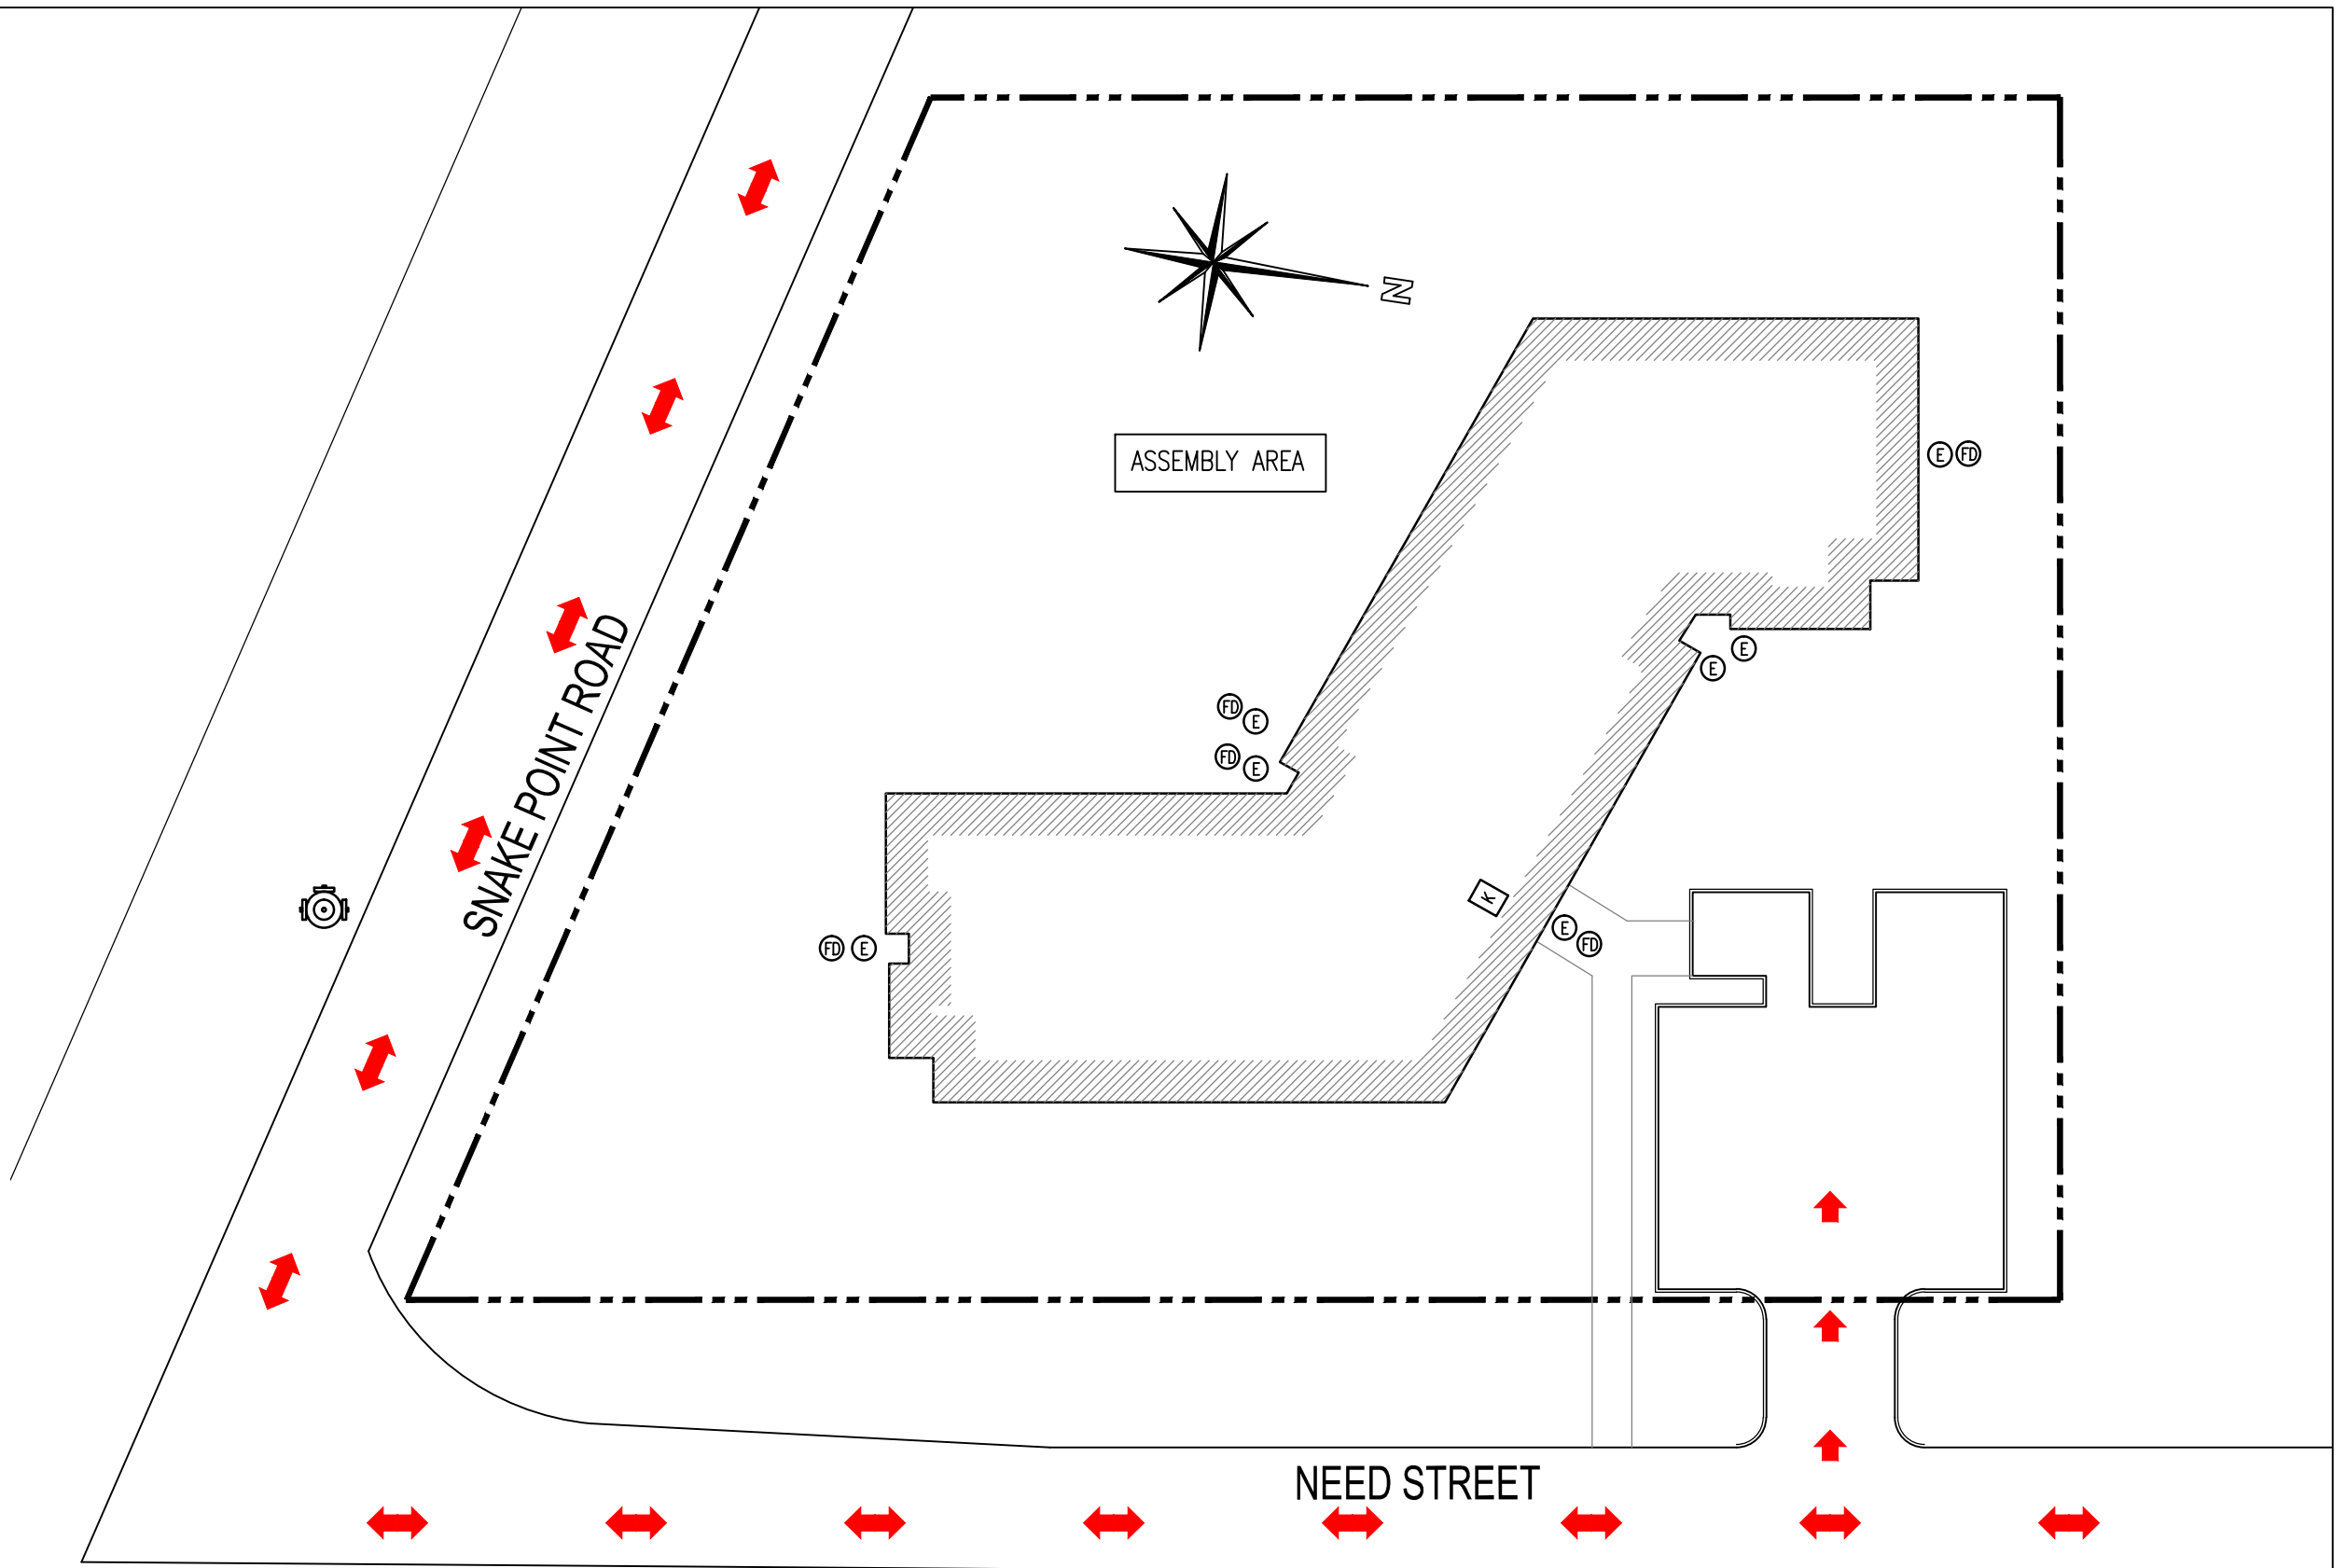 N
ASSEMBLY AREA
E FD
E
E
FD
E
FD
E
SNAKE POINT ROAD
K
E
FD
FD E
NEED STREET